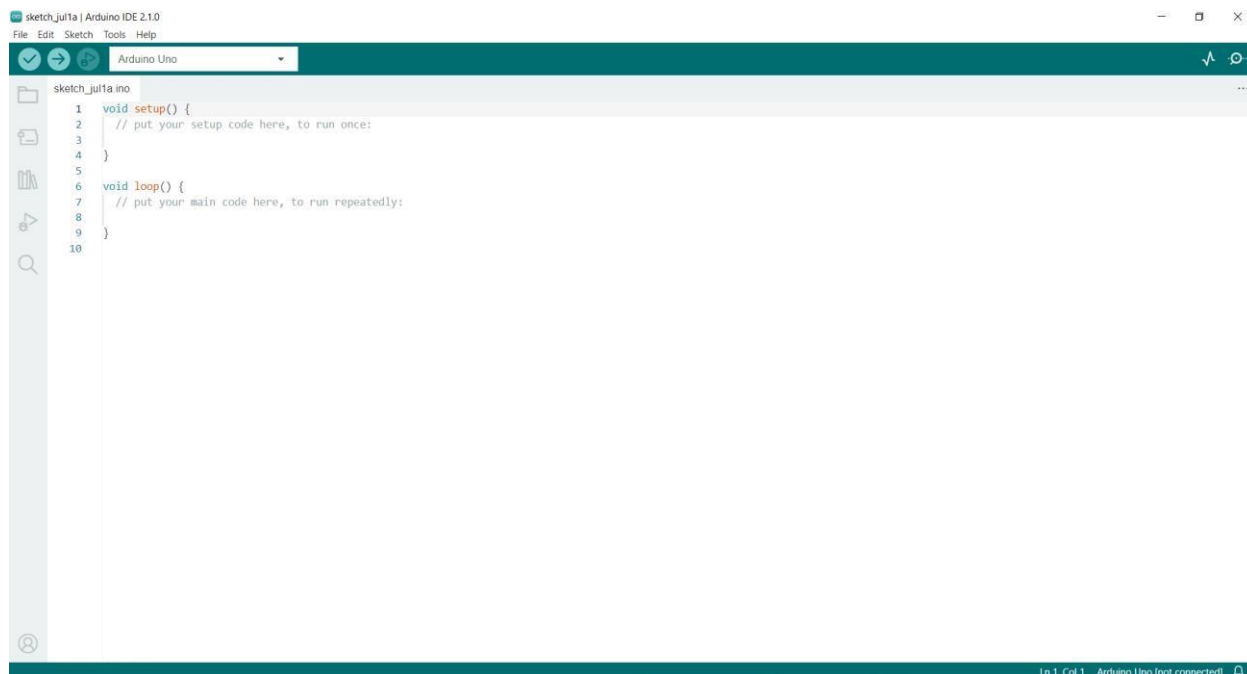 sketch_jul1a | Arduino IDE 2.1.0
File Edit Sketch Tools Help
Arduino Uno
sketch_jul1a.ino
...
1 void setup() {
2 // put your setup code here, to run once:
3
4 }
5
6 void loop() {
7 // put your main code here, to run repeatedly:
8
9 }
10
Ln 1, Col 1 Arduino Uno [not connected]